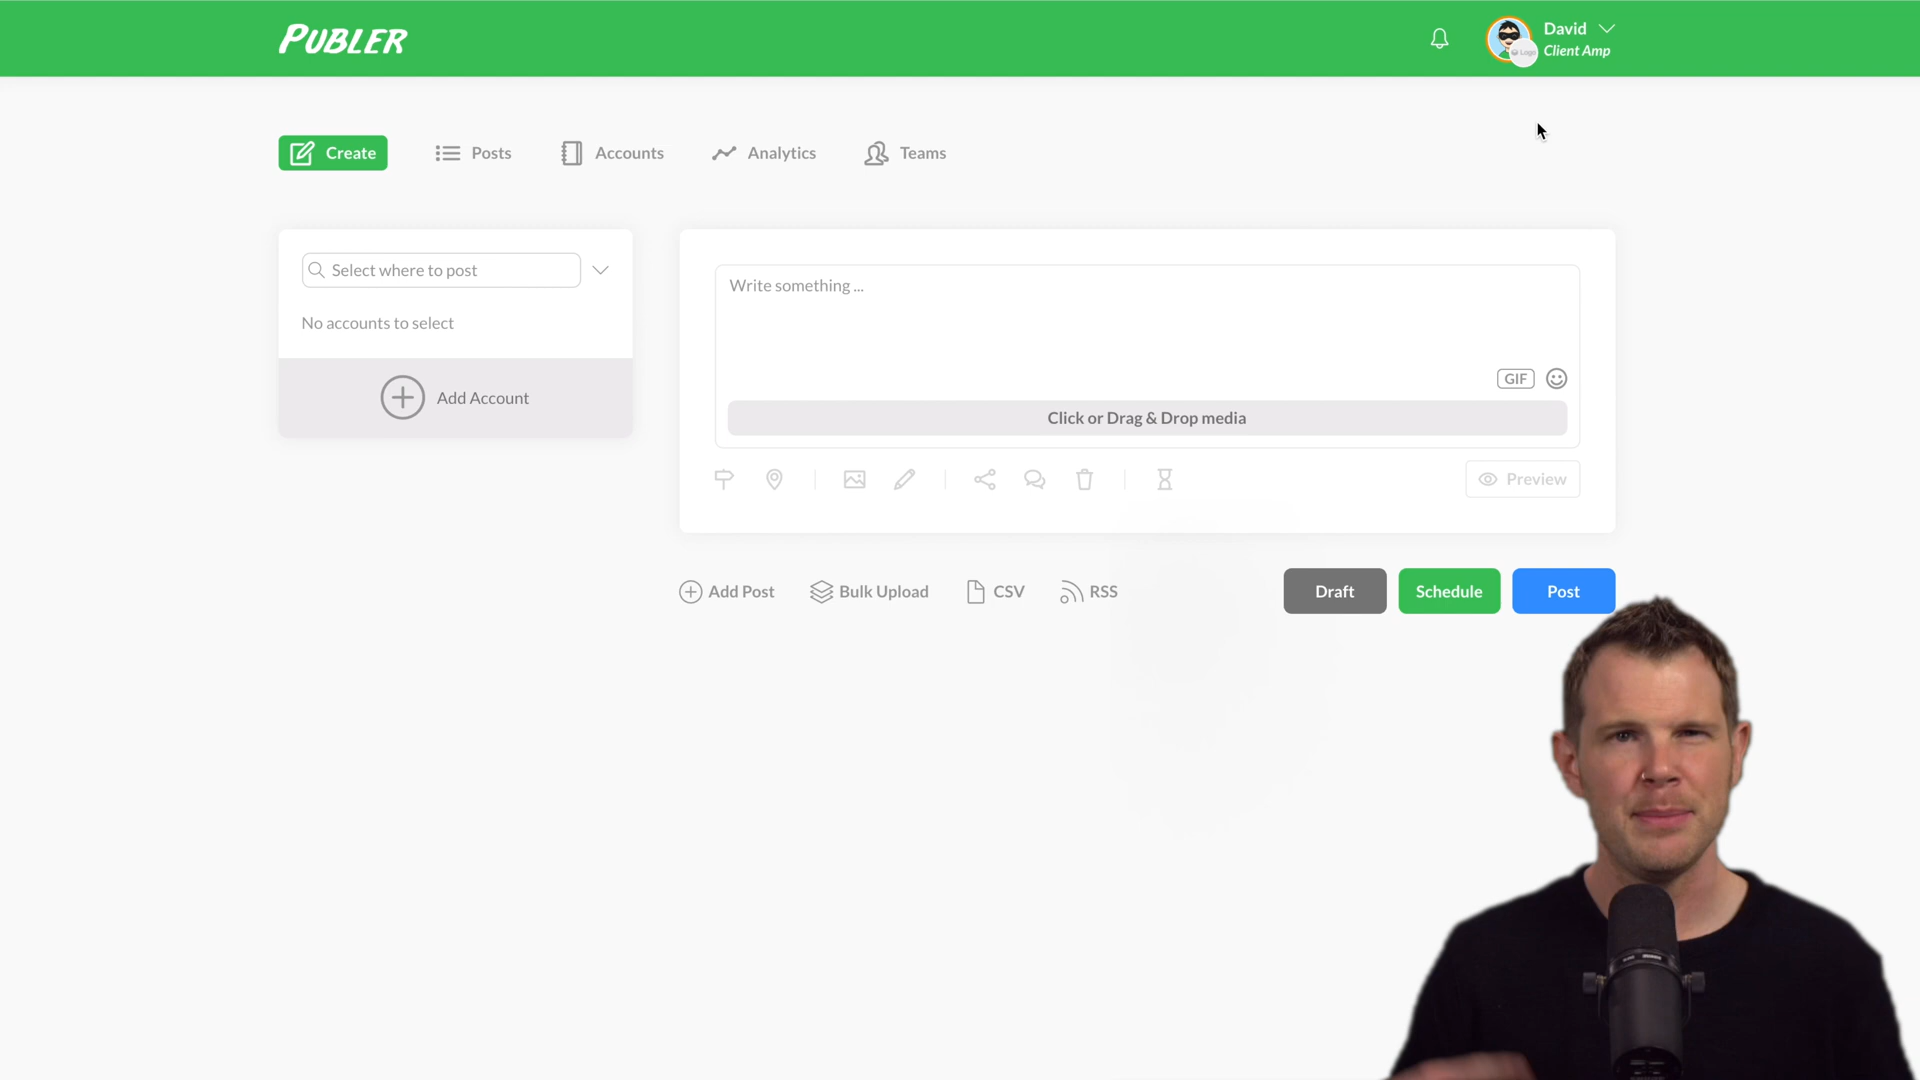 PUBLER
David
Client Amp
Create
Posts
Accounts
Analytics
Teams
Select where to post
No accounts to select
Add Account
Write something ...
GIF
Click or Drag & Drop media
Preview
Add Post
Bulk Upload
CSV
RSS
Draft
Schedule
Post